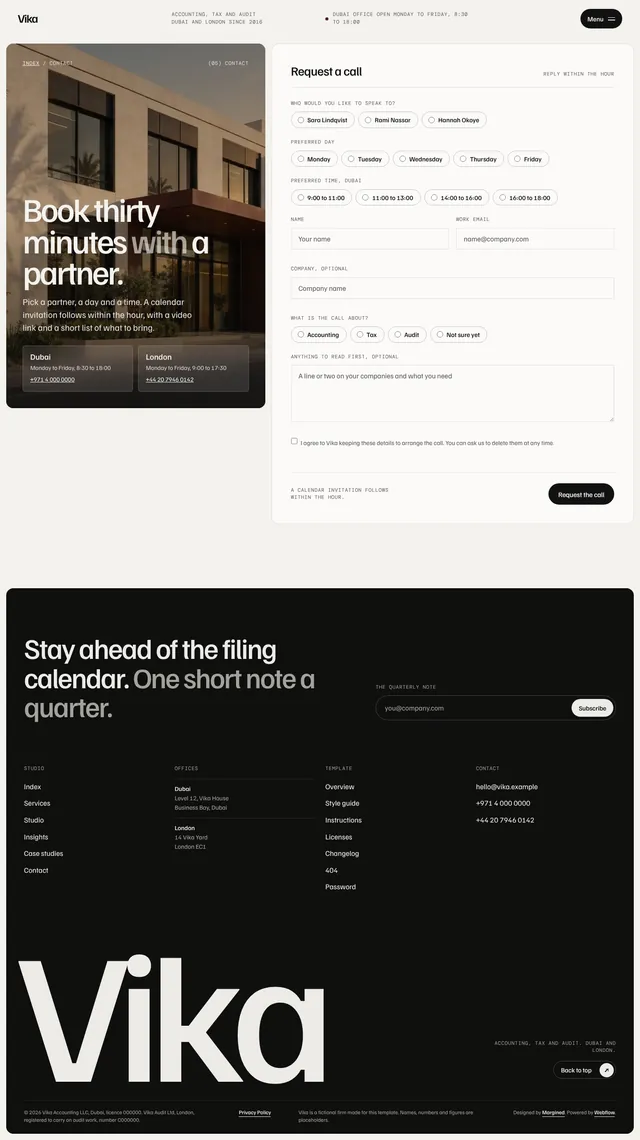 Vika
ACCOUNTING, TAX AND AUDIT
DUBAI AND LONDON SINCE 2016
DUBAI OFFICE OPEN MONDAY TO FRIDAY, 8:30
TO 18:00
Menu
INDEX / CONTACT
(05) CONTACT
Book thirty
minutes with a
partner.
Pick a partner, a day and a time. A calendar
invitation follows within the hour, with a video
link and a short list of what to bring.
Dubai
Monday to Friday, 8:30 to 18:00
+971 4 000 0000
London
Monday to Friday, 9:00 to 17:30
+44 20 7946 0142
Request a call
REPLY WITHIN THE HOUR
WHO WOULD YOU LIKE TO SPEAK TO?
Sara Lindqvist
Rami Nassar
Hannah Okoye
PREFERRED DAY
Monday
Tuesday
Wednesday
Thursday
Friday
PREFERRED TIME, DUBAI
9:00 to 11:00
11:00 to 13:00
14:00 to 16:00
16:00 to 18:00
NAME
WORK EMAIL
Your name
name@company.com
COMPANY, OPTIONAL
Company name
WHAT IS THE CALL ABOUT?
Accounting
Tax
Audit
Not sure yet
ANYTHING TO READ FIRST, OPTIONAL
A line or two on your companies and what you need
I agree to Vika keeping these details to arrange the call. You can ask us to delete them at any time
A CALENDAR INVITATION FOLLOWS
WITHIN THE HOUR.
Request the call
Stay ahead of the filing
calendar. One short note a
quarter.
THE QUARTERLY NOTE
you@company.com
Subscribe
STUDIO
Index
Services
Studio
Insights
Case studies
Contact
OFFICES
Dubai
Level 12, Vika House
Business Bay, Dubai
London
14 Vika Yard
London EC1
TEMPLATE
Overview
Style guide
Instructions
Licenses
Changelog
404
Password
CONTACT
hello@vika.example
+971 4 000 0000
+44 20 7946 0142
Vika
ACCOUNTING, TAX AND AUDIT. DUBAI AND
LONDON.
Back to top
© 2026 Vika Accounting LLC, Dubai, licence 000000. Vika Audit Ltd, London,
registered to carry on audit work, number C000000.
Privacy Policy
Vika is a fictional firm made for this template. Names, numbers and figures are
placeholders.
Designed by Margined. Powered by Webflow.